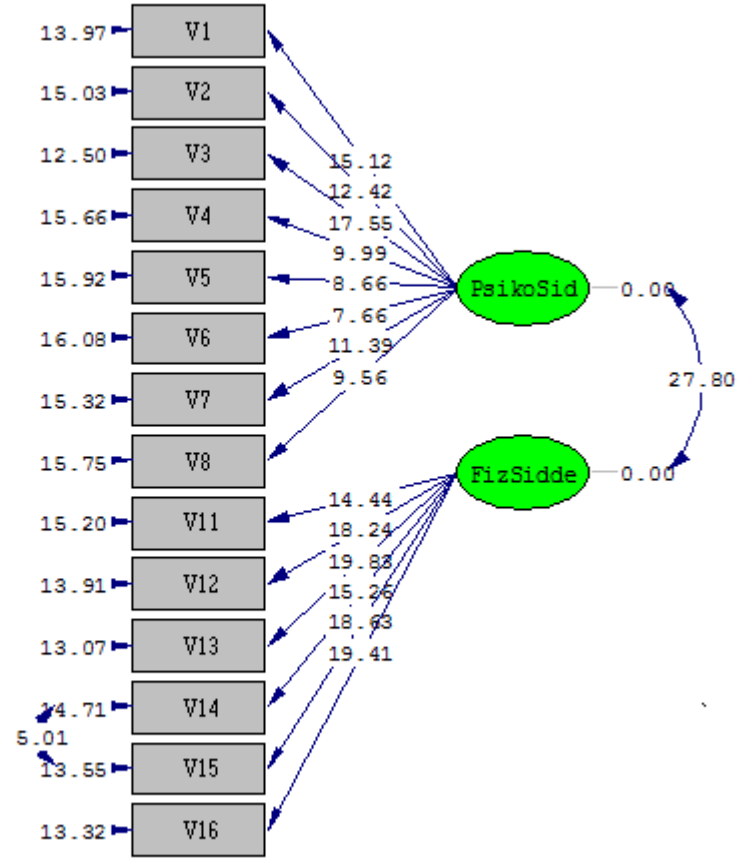 13.97 V1
15.03 V2
12.50 V3
15.12
12.42
17.55
15.66 V4
9.99
15.92 V5
8.66
PsikoSid 0.00
16.08 V6
7.66
11.39
15.32 V7
9.56
27.80
15.75 V8
FizSidde 0.00
15.20 V11
14.44
18.24
19.83
13.91 V12
15.26
18.63
13.07 V13
19.41
14.71 V14
5.01
13.55 V15
13.32 V16